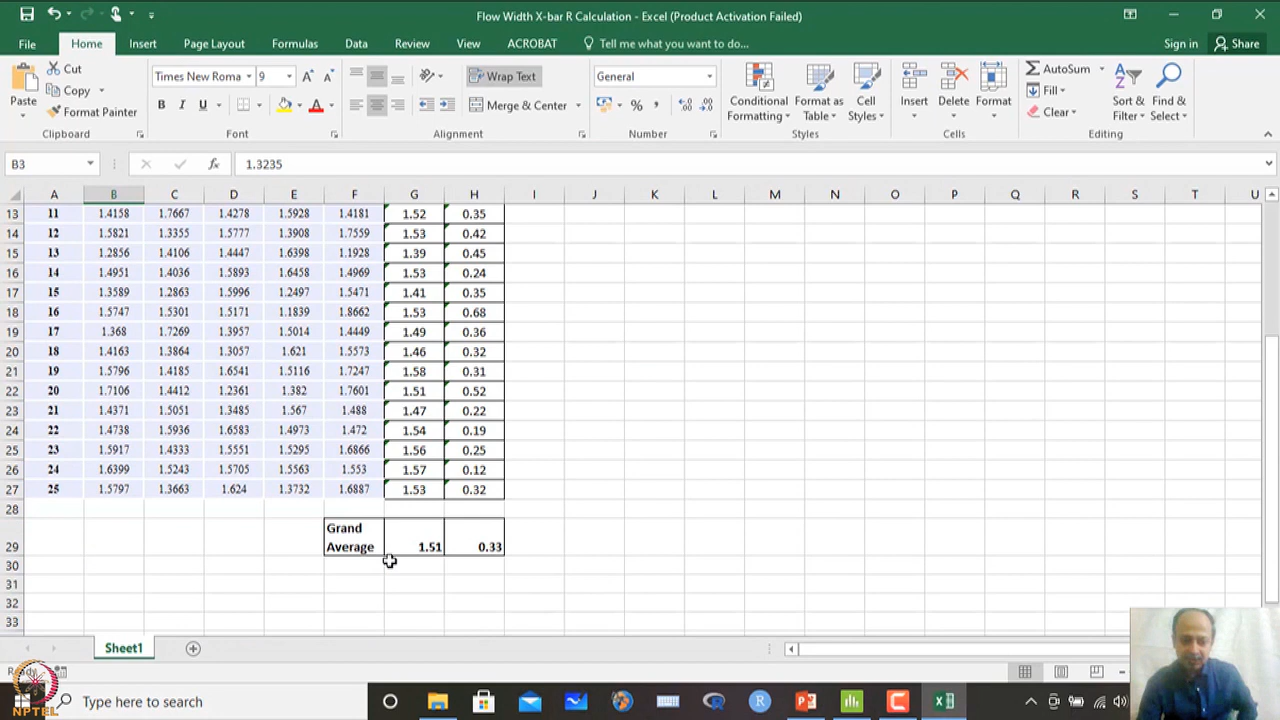 Flow Width X-bar R Calculation - Excel (Product Activation Failed)
File Home Insert Page Layout Formulas Data Review View ACROBAT Tell me what you want to do... Sign in Share
Cut
Copy
Format Painter
Paste
Clipboard
Times New Roma 9
B I U A
Font
Wrap Text
Merge & Center
Alignment
General
% ,
Number
Conditional Formatting
Format as Table
Cell Styles
Styles
Insert Delete Format
Cells
AutoSum
Fill
Clear
Sort & Filter
Find & Select
Editing
B3 fx 1.3235
A B C D E F G H I J K L M N O P Q R S T U
13 11 1.4158 1.7667 1.4278 1.5928 1.4181 1.52 0.35
14 12 1.5821 1.3355 1.5777 1.3908 1.7559 1.53 0.42
15 13 1.2856 1.4106 1.4447 1.6398 1.1928 1.39 0.45
16 14 1.4951 1.4036 1.5893 1.6458 1.4969 1.53 0.24
17 15 1.3589 1.2863 1.5996 1.2497 1.5471 1.41 0.35
18 16 1.5747 1.5301 1.5171 1.1839 1.8662 1.53 0.68
19 17 1.368 1.7269 1.3957 1.5014 1.4449 1.49 0.36
20 18 1.4163 1.3864 1.3057 1.621 1.5573 1.46 0.32
21 19 1.5796 1.4185 1.6541 1.5116 1.7247 1.58 0.31
22 20 1.7106 1.4412 1.2361 1.382 1.7601 1.51 0.52
23 21 1.4371 1.5051 1.3485 1.567 1.488 1.47 0.22
24 22 1.4738 1.5936 1.6583 1.4973 1.472 1.54 0.19
25 23 1.5917 1.4333 1.5551 1.5295 1.6866 1.56 0.25
26 24 1.6399 1.5243 1.5705 1.5563 1.553 1.57 0.12
27 25 1.5797 1.3663 1.624 1.3732 1.6887 1.53 0.32
28
Grand
29 Average 1.51 0.33
30
31
32
33
Sheet1
NPTEL
Type here to search